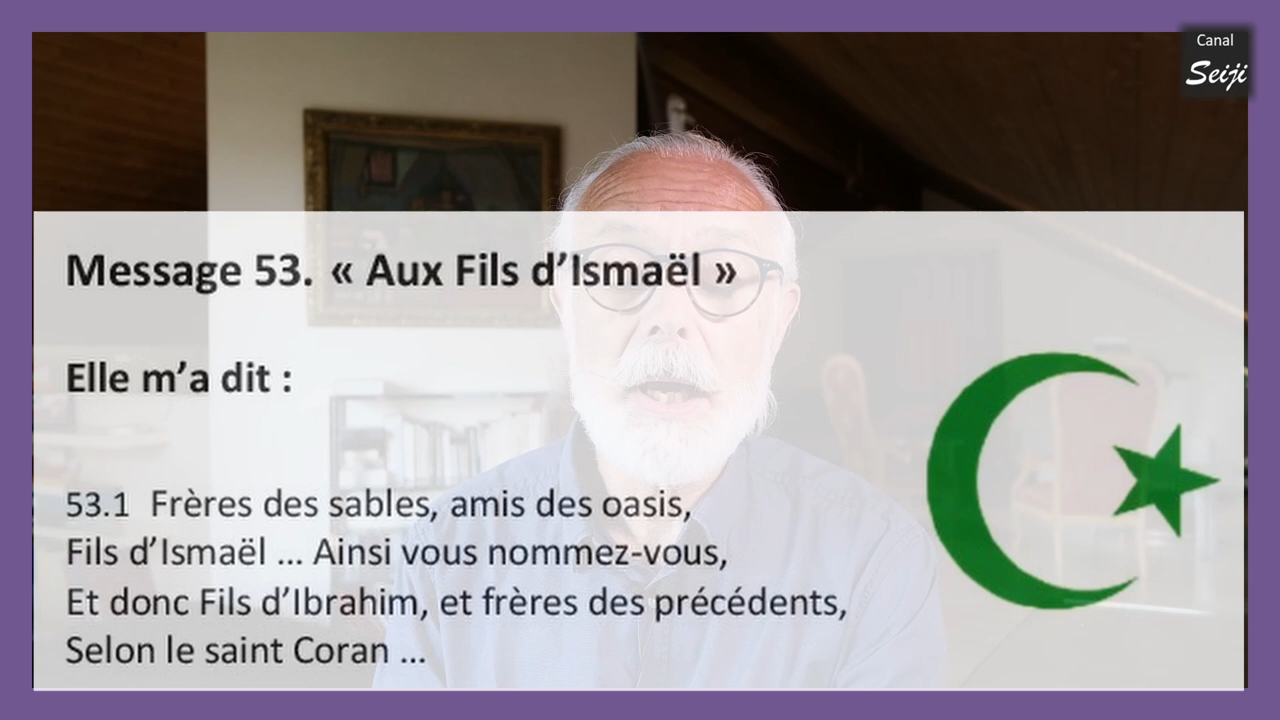 Canal
Seiji
Message 53. « Aux Fils d’Ismaël »
Elle m’a dit :
53.1 Frères des sables, amis des oasis,
Fils d’Ismaël ... Ainsi vous nommez-vous,
Et donc Fils d’Ibrahim, et frères des précédents,
Selon le saint Coran ...